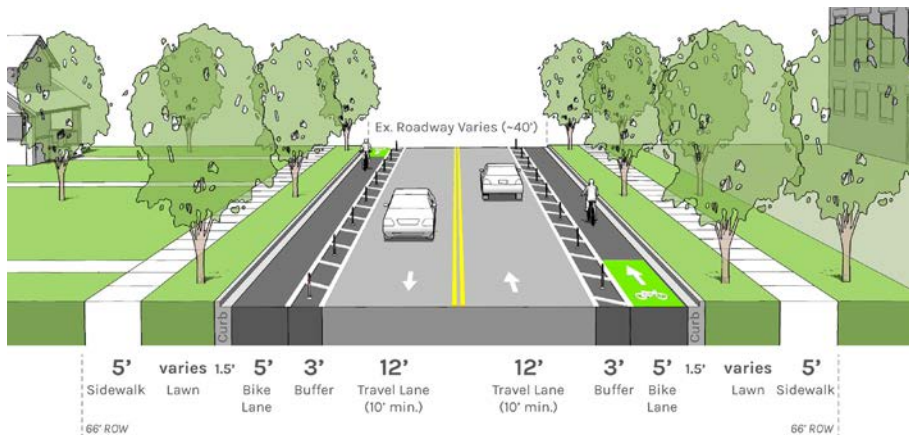 Ex. Roadway Varies (~40')
Curb
Curb
5' varies 1.5' 5' 3' 12' 12' 3' 5' 1.5' varies 5'
Sidewalk Lawn Bike Buffer Travel Lane Travel Lane Buffer Bike Lawn Sidewalk
Lane (10' min.) (10' min.) Lane
66' ROW 66' ROW